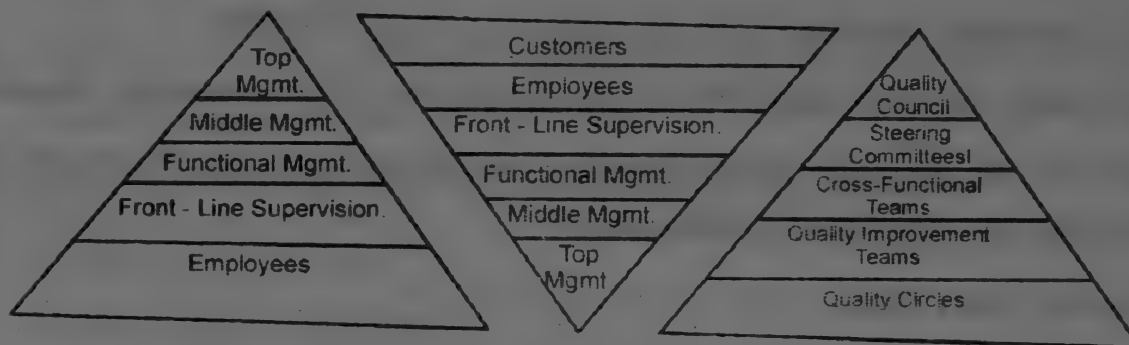 Top
Mgmt.
Middle Mgmt.
Functional Mgmt.
Front - Line Supervision.
Employees
Customers
Employees
Front - Line Supervision.
Functional Mgmt.
Middle Mgmt.
Top
Mgmt
Quality
Council
Steering
Committeesl
Cross-Functional
Teams
Quality Improvement
Teams
Quality Circles